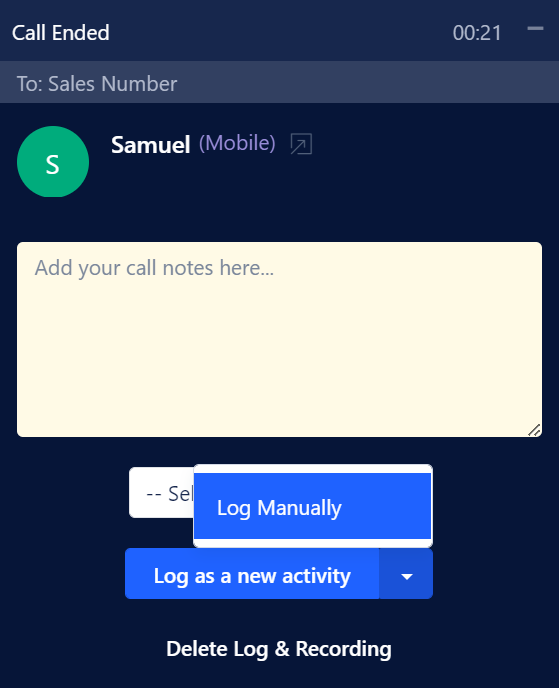 Call Ended 00:21
To: Sales Number
S
Samuel (Mobile)
Add your call notes here...
-- Sel
Log Manually
Log as a new activity
Delete Log & Recording